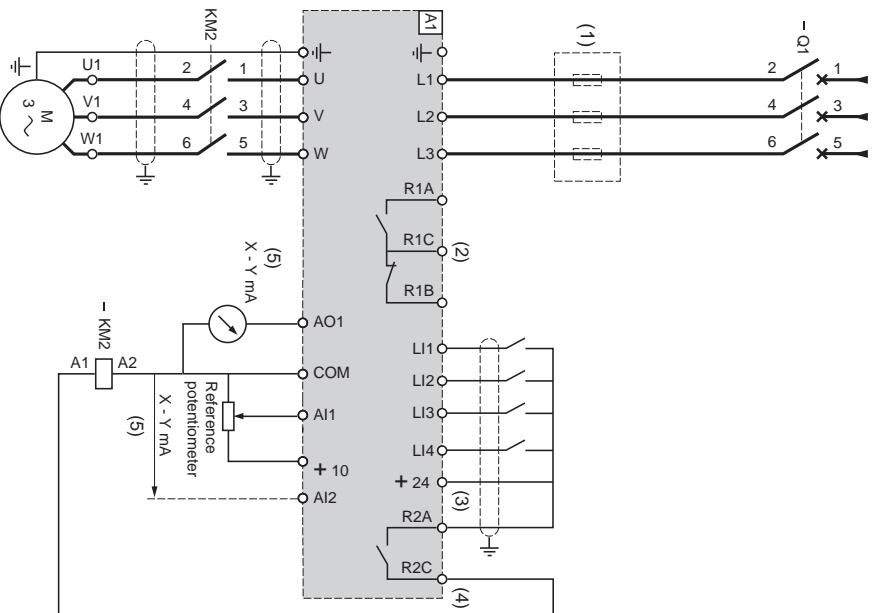 A1
KM2
(1)
- Q1
U1
2
1
U
L1
2
1
V1
4
3
V
L2
4
3
W1
6
5
W
L3
6
5
M
3
R1A
R1C
(2)
R1B
(5)
X - Y mA
AO1
LI1
- KM2
A1
A2
COM
LI2
Reference
potentiometer
AI1
LI3
X - Y mA
(5)
LI4
+ 10
+ 24
(3)
AI2
R2A
R2C
(4)